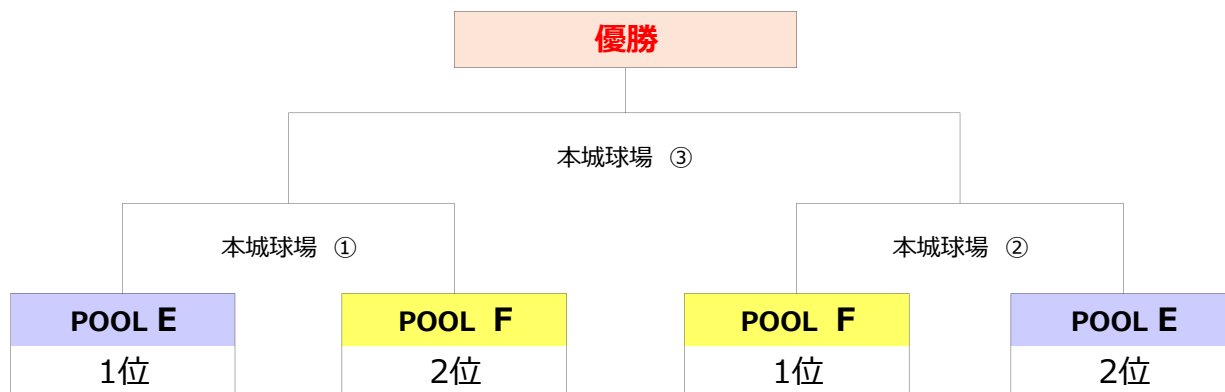 優勝
本城球場 ③
本城球場 ①
本城球場 ②
POOL E
POOL F
POOL F
POOL E
1位
2位
1位
2位